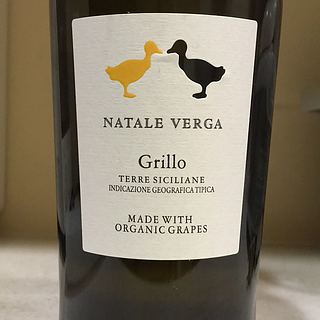 NATALE VERGA
Grillo
TERRE SICILIANE
INDICAZIONE GEOGRAFICA TIPICA
MADE WITH
ORGANIC GRAPES